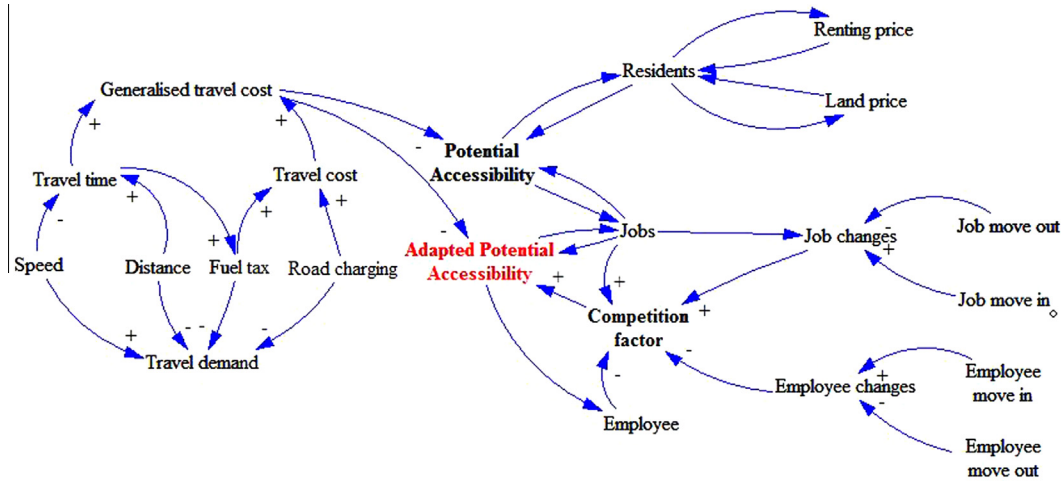 Renting price
Residents
Generalised travel cost
Land price
+
+
-
Potential
Accessibility
Travel time
Travel cost
+
+
+
-
Job move out
-
-
Jobs
Job changes
+
Adapted Potential
Accessibility
+
Speed
Distance
Fuel tax
Road charging
+
+
Job move in
+
Competition
factor
+
- -
-
-
Travel demand
-
+
Employee
move in
Employee changes
-
Employee
Employee
move out